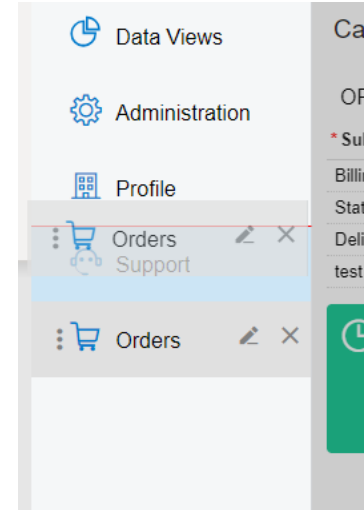 Data Views
Administration
Profile
Orders
Support
Orders
Ca
OF
* Sul
Billi
Stat
Deli
test